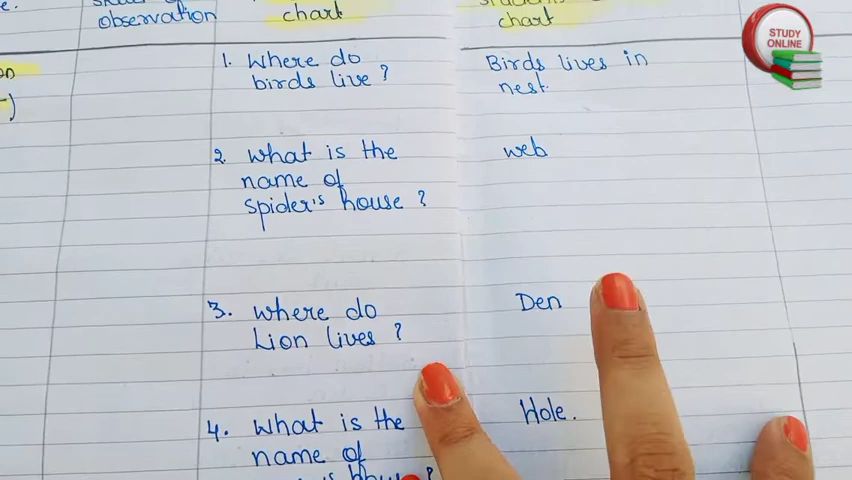 e.
observation
chart
chart
on
1. Where do
birds live ?
Birds lives in
nest.
2. What is the
name of
spider's house ?
web
3. Where do
Lion lives ?
Den
4. What is the
name of
Hole.
STUDY
ONLINE